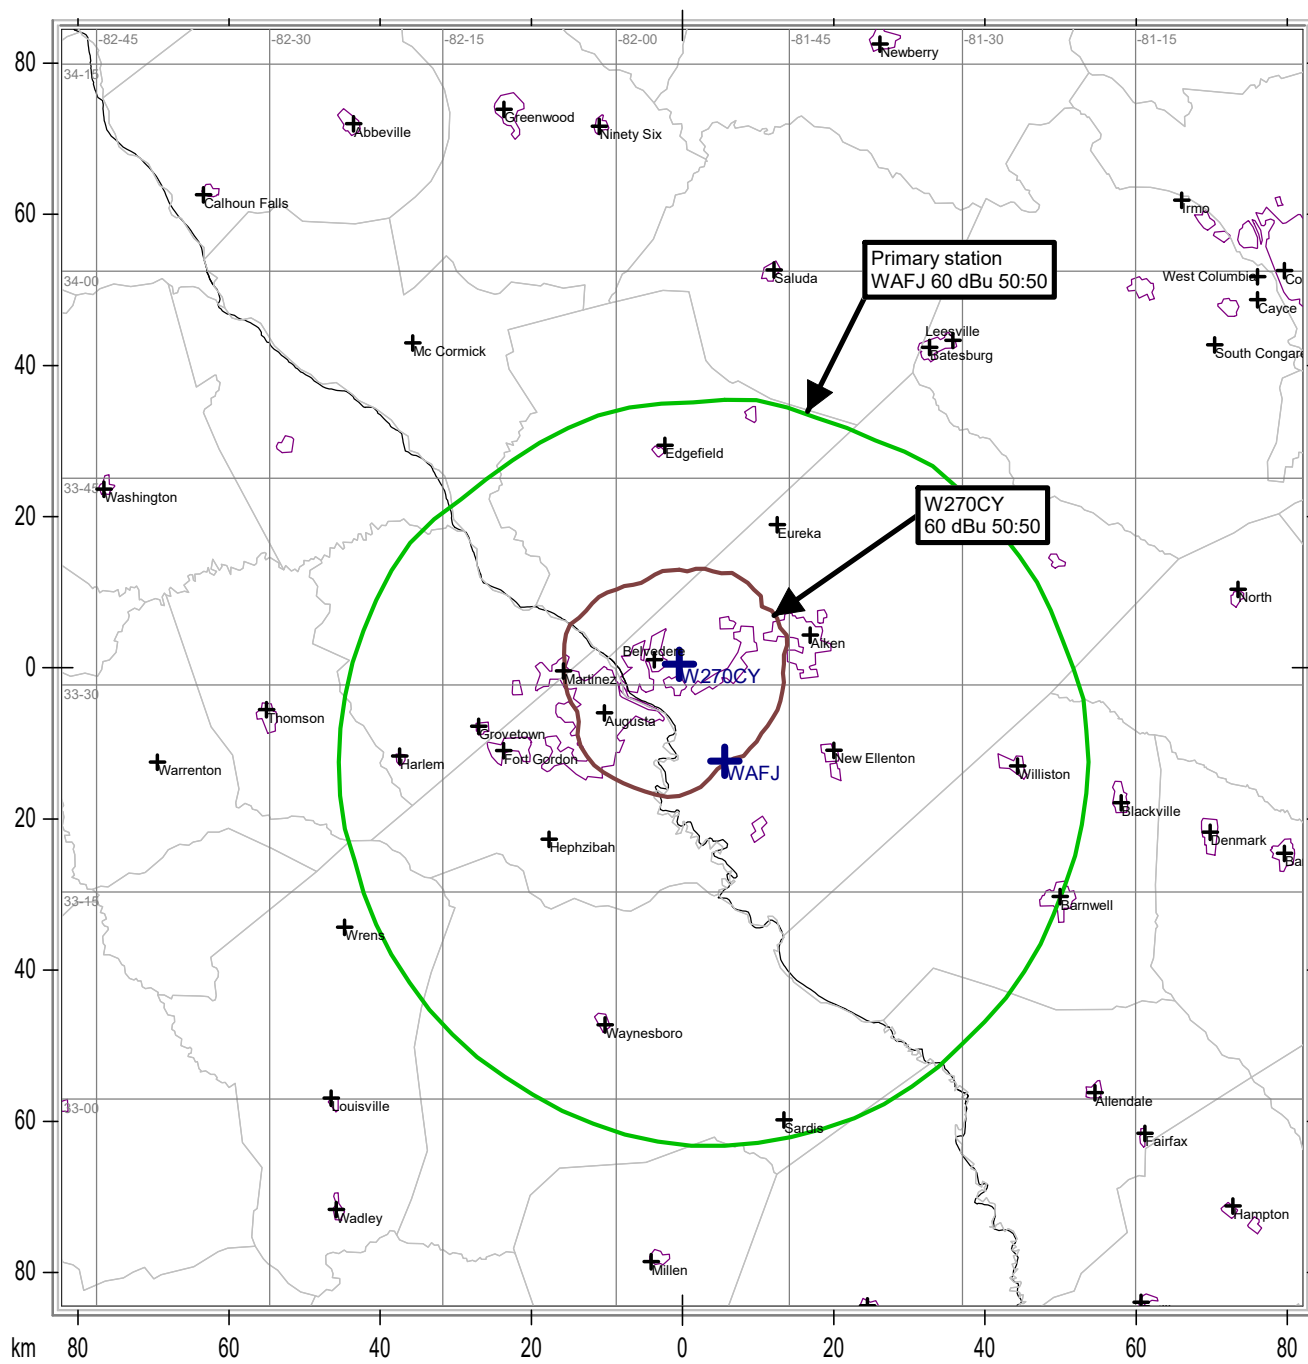 -82-45
-82-30
-82-15
-82-00
-81-45
-81-30
-81-15
80
Newberry
34-15
Greenwood
Abbeville
Ninety Six
Calhoun Falls
60
Irmo
Primary station
WAFJ 60 dBu 50:50
Saluda
West Columbia
Co
34-00
Cayce
Leesville
Mc Cormick
Batesburg
South Congar
40
Edgefield
33-45
Washington
W270CY
60 dBu 50:50
20
Eureka
North
Aiken
Belvedere
0
W270CY
Martinez
33-30
Thomson
Augusta
Grovetown
Fort Gordon
New Ellenton
Harlem
Warrenton
WAFJ
Williston
Blackville
20
Denmark
Hephzibah
Ba
33-15
Barnwell
Wrens
40
Waynesboro
Louisville
33-00
Allendale
60
Sardis
Fairfax
Wadley
Hampton
Millen
80
km
80
60
40
20
0
20
40
60
80